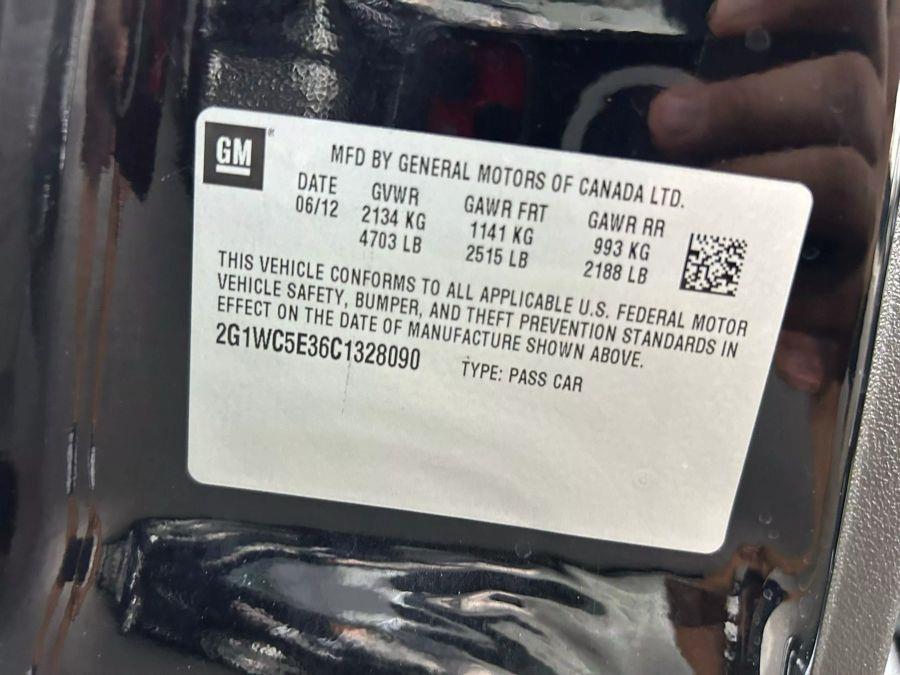 GM®
MFD BY GENERAL MOTORS OF CANADA LTD.
DATE GVWR GAWR FRT GAWR RR
06/12 2134 KG 1141 KG 993 KG
4703 LB 2515 LB 2188 LB
THIS VEHICLE CONFORMS TO ALL APPLICABLE U.S. FEDERAL MOTOR
VEHICLE SAFETY, BUMPER, AND THEFT PREVENTION STANDARDS IN
EFFECT ON THE DATE OF MANUFACTURE SHOWN ABOVE.
2G1WC5E36C1328090 TYPE: PASS CAR